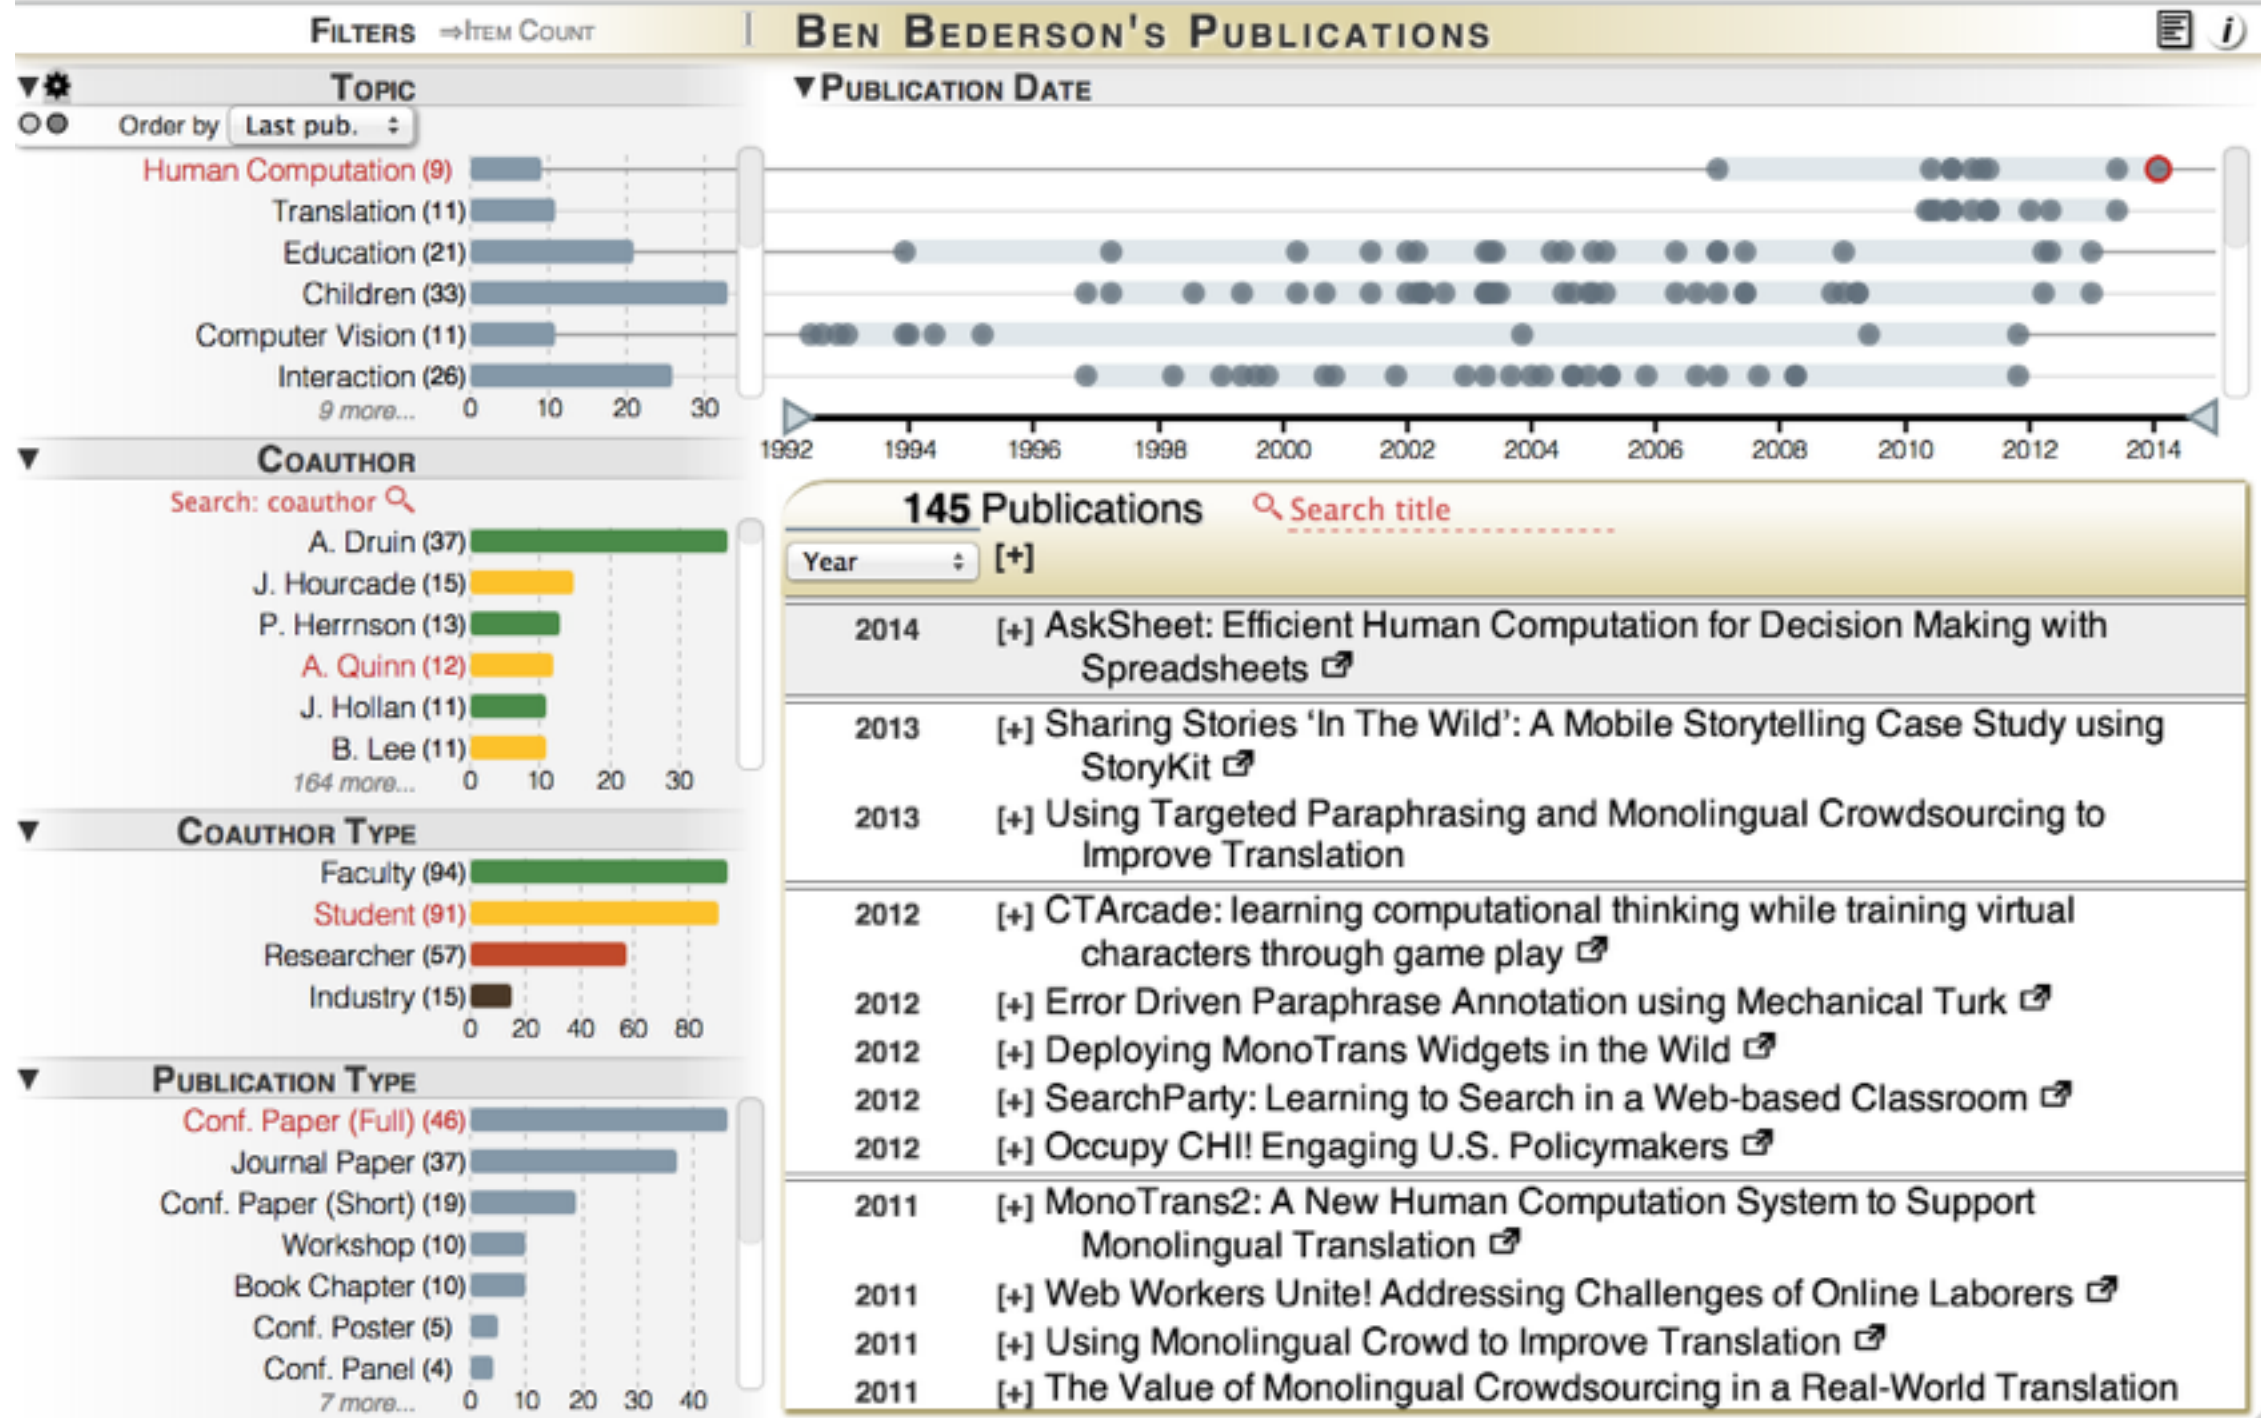 FILTERS ⇒ITEM COUNT
BEN BEDERSON'S PUBLICATIONS
i
TOPIC
Order by Last pub.
Human Computation (9)
Translation (11)
Education (21)
Children (33)
Computer Vision (11)
Interaction (26)
9 more...
0 10 20 30
PUBLICATION DATE
1992 1994 1996 1998 2000 2002 2004 2006 2008 2010 2012 2014
COAUTHOR
Search: coauthor
A. Druin (37)
J. Hourcade (15)
P. Herrnson (13)
A. Quinn (12)
J. Hollan (11)
B. Lee (11)
164 more...
0 10 20 30
COAUTHOR TYPE
Faculty (94)
Student (91)
Researcher (57)
Industry (15)
0 20 40 60 80
PUBLICATION TYPE
Conf. Paper (Full) (46)
Journal Paper (37)
Conf. Paper (Short) (19)
Workshop (10)
Book Chapter (10)
Conf. Poster (5)
Conf. Panel (4)
7 more...
0 10 20 30 40
145 Publications Search title
Year [+]
2014 [+] AskSheet: Efficient Human Computation for Decision Making with
Spreadsheets
2013 [+] Sharing Stories ‘In The Wild’: A Mobile Storytelling Case Study using
StoryKit
2013 [+] Using Targeted Paraphrasing and Monolingual Crowdsourcing to
Improve Translation
2012 [+] CTArcade: learning computational thinking while training virtual
characters through game play
2012 [+] Error Driven Paraphrase Annotation using Mechanical Turk
2012 [+] Deploying MonoTrans Widgets in the Wild
2012 [+] SearchParty: Learning to Search in a Web-based Classroom
2012 [+] Occupy CHI! Engaging U.S. Policymakers
2011 [+] MonoTrans2: A New Human Computation System to Support
Monolingual Translation
2011 [+] Web Workers Unite! Addressing Challenges of Online Laborers
2011 [+] Using Monolingual Crowd to Improve Translation
2011 [+] The Value of Monolingual Crowdsourcing in a Real-World Translation